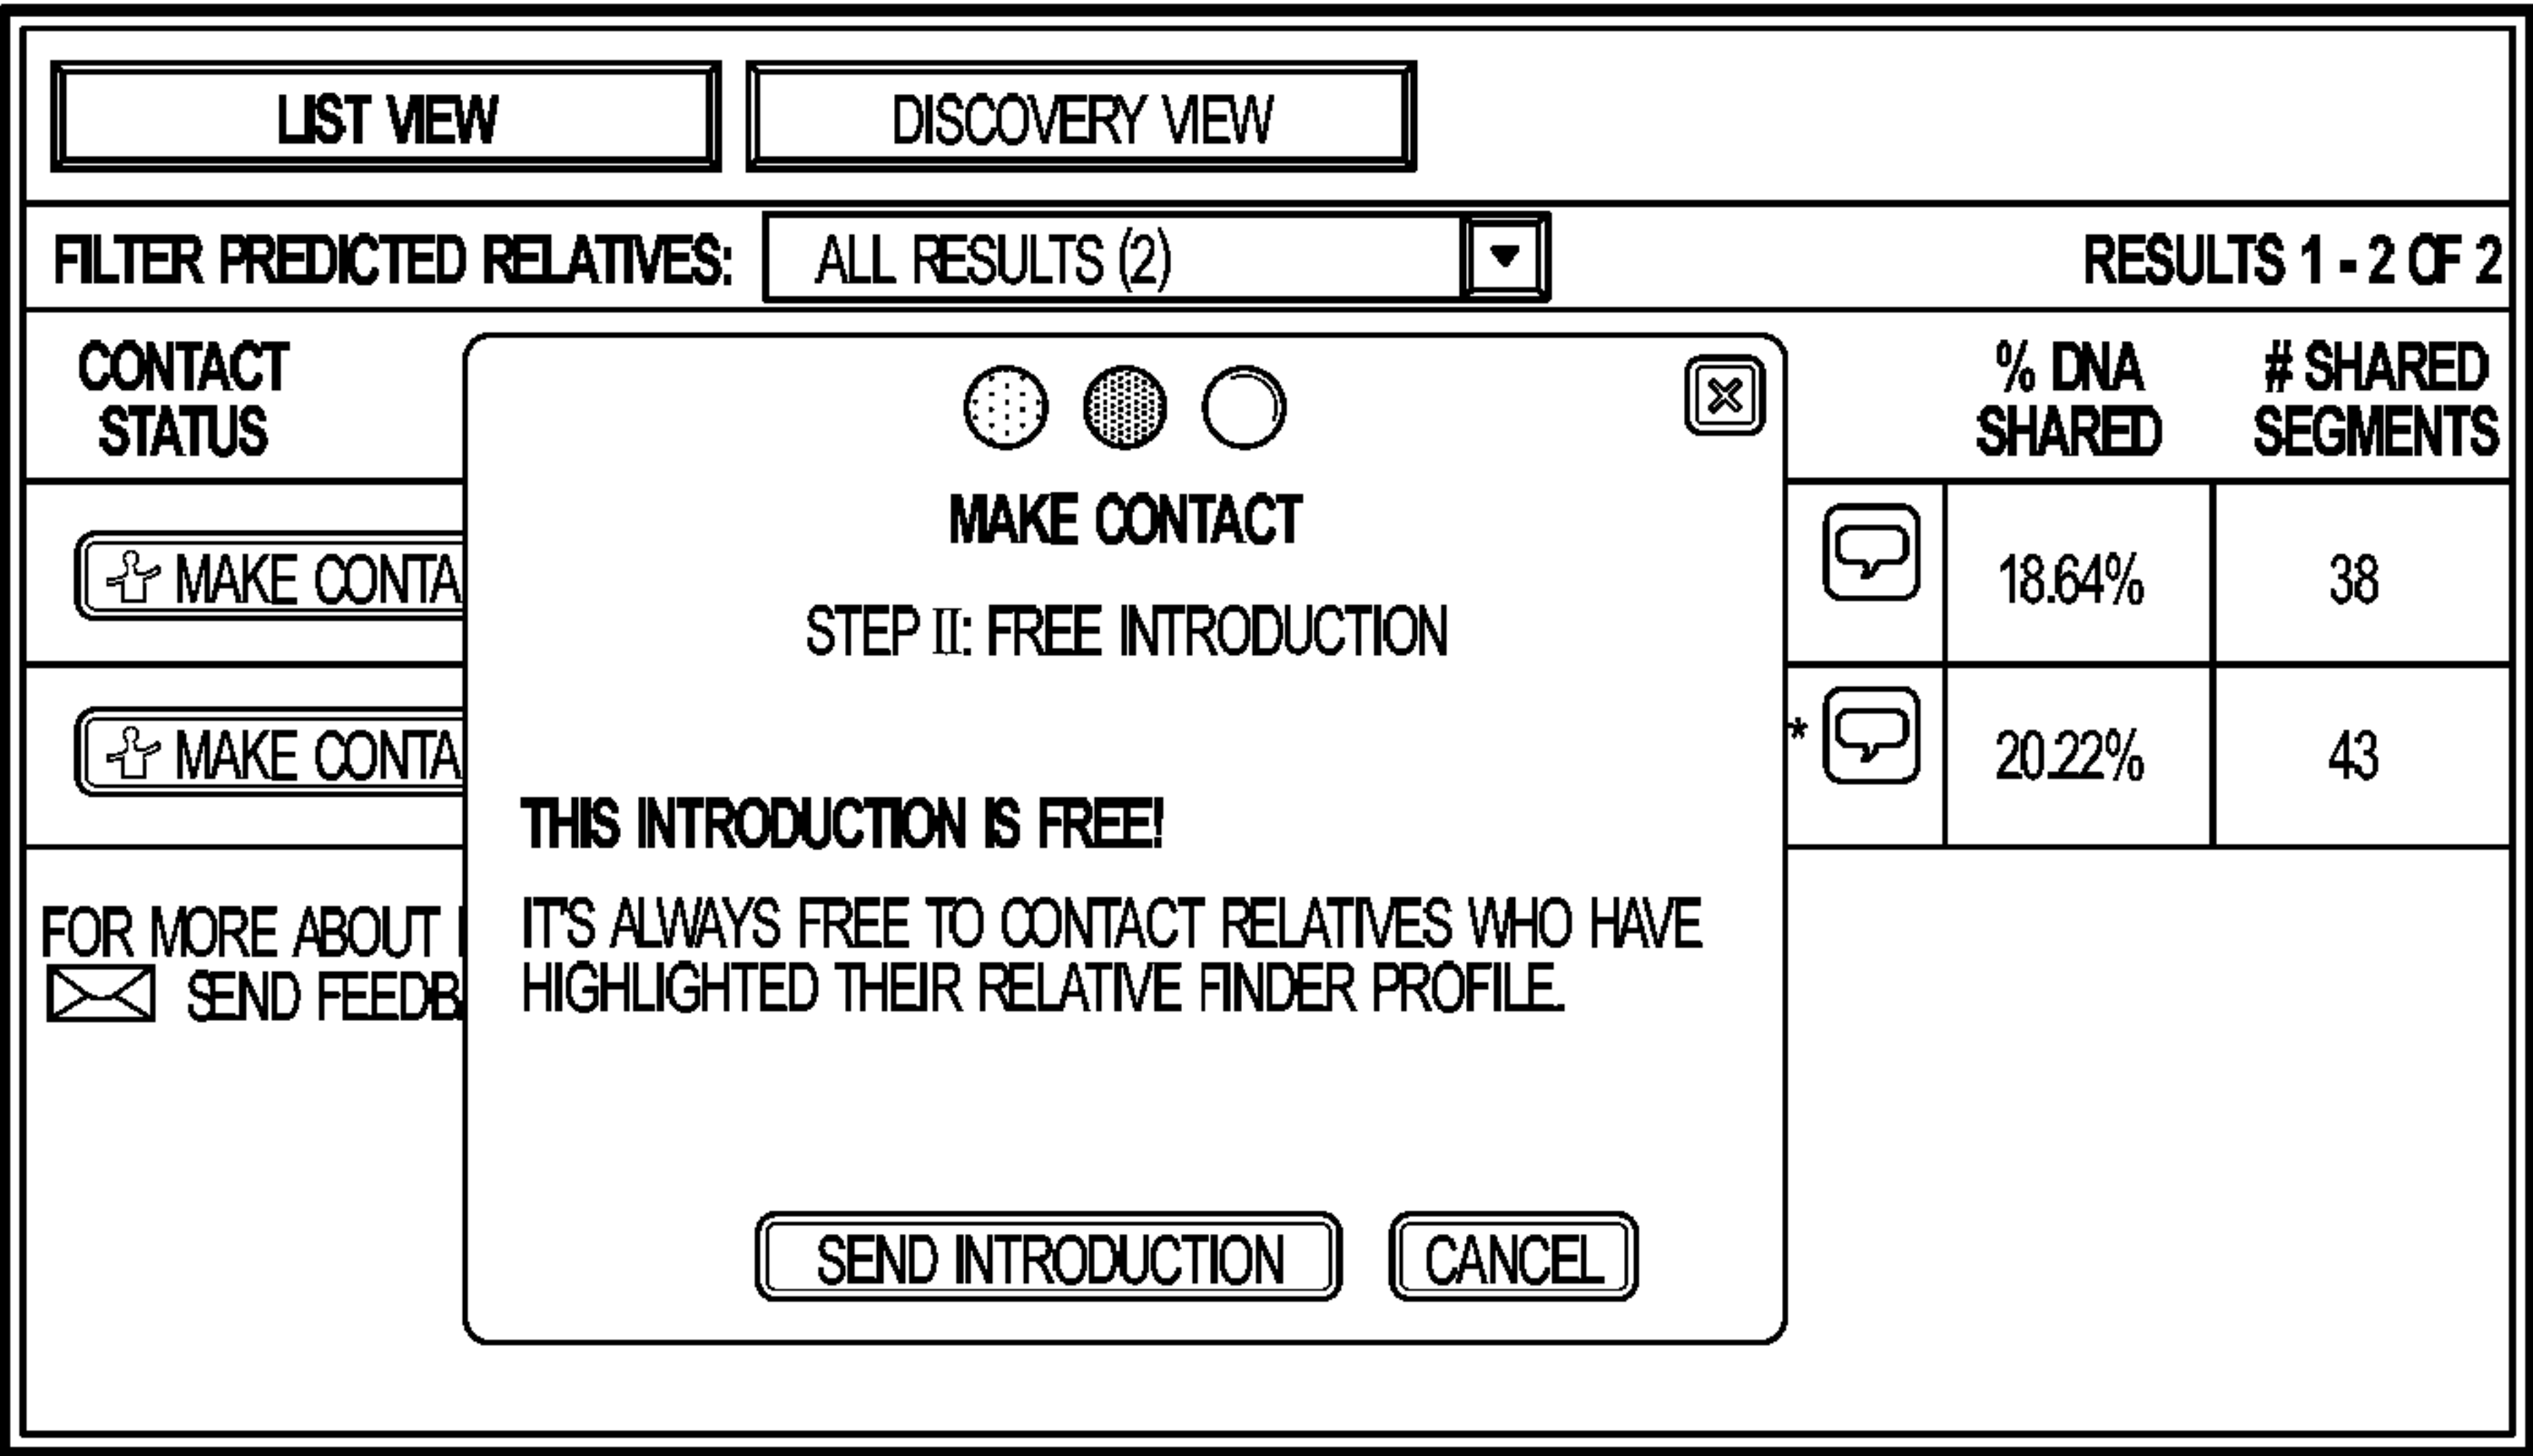 LIST VIEW
DISCOVERY VIEW
FILTER PREDICTED RELATIVES:
ALL RESULTS (2)
RESULTS 1 - 2 OF 2
CONTACT
STATUS
% DNA
SHARED
# SHARED
SEGMENTS
MAKE CONTA
18.64%
38
MAKE CONTA
*
20.22%
43
FOR MORE ABOUT
SEND FEEDB
MAKE CONTACT
STEP II: FREE INTRODUCTION
THIS INTRODUCTION IS FREE!
IT'S ALWAYS FREE TO CONTACT RELATIVES WHO HAVE
HIGHLIGHTED THEIR RELATIVE FINDER PROFILE.
SEND INTRODUCTION
CANCEL